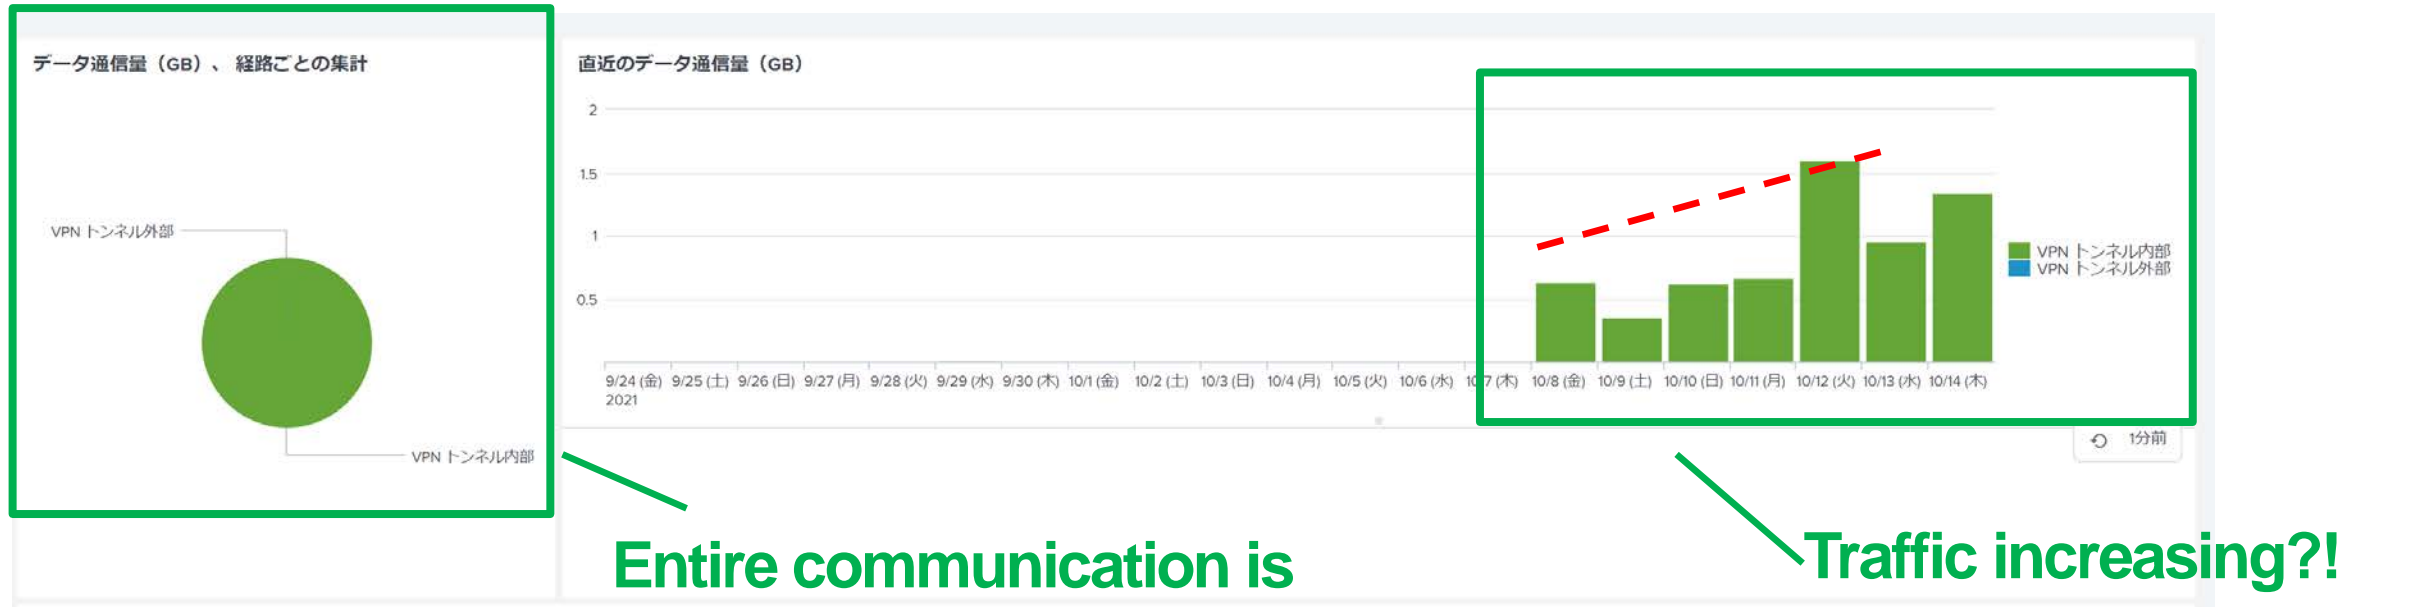 データ通信量（GB）、経路ごとの集計
VPN トンネル外部
VPN トンネル内部
直近のデータ通信量（GB）
2
1.5
1
0.5
9/24 (金) 9/25 (土) 9/26 (日) 9/27 (月) 9/28 (火) 9/29 (水) 9/30 (木) 10/1 (金) 10/2 (土) 10/3 (日) 10/4 (月) 10/5 (火) 10/6 (水) 10/7 (木) 10/8 (金) 10/9 (土) 10/10 (日) 10/11 (月) 10/12 (火) 10/13 (水) 10/14 (木)
2021
VPN トンネル内部
VPN トンネル外部
1分前
Entire communication is
Traffic increasing?!